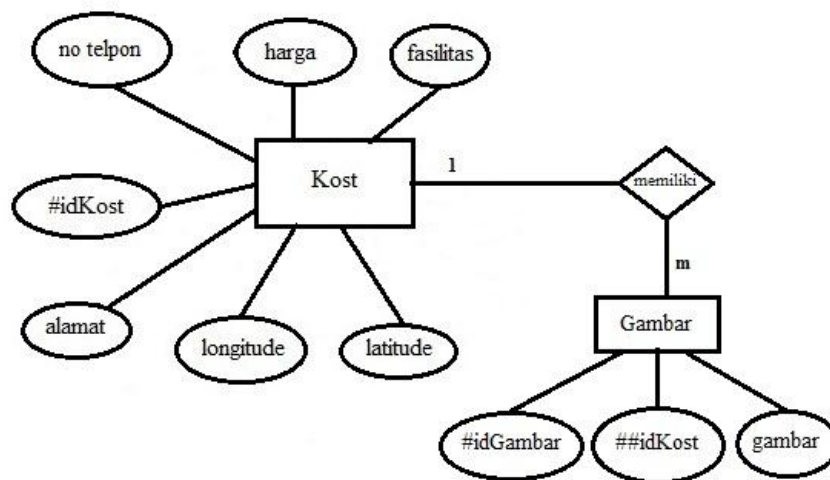 no telpon
harga
fasilitas
Kost
1
memiliki
#idKost
m
alamat
longitude
latitude
Gambar
#idGambar
##idKost
gambar